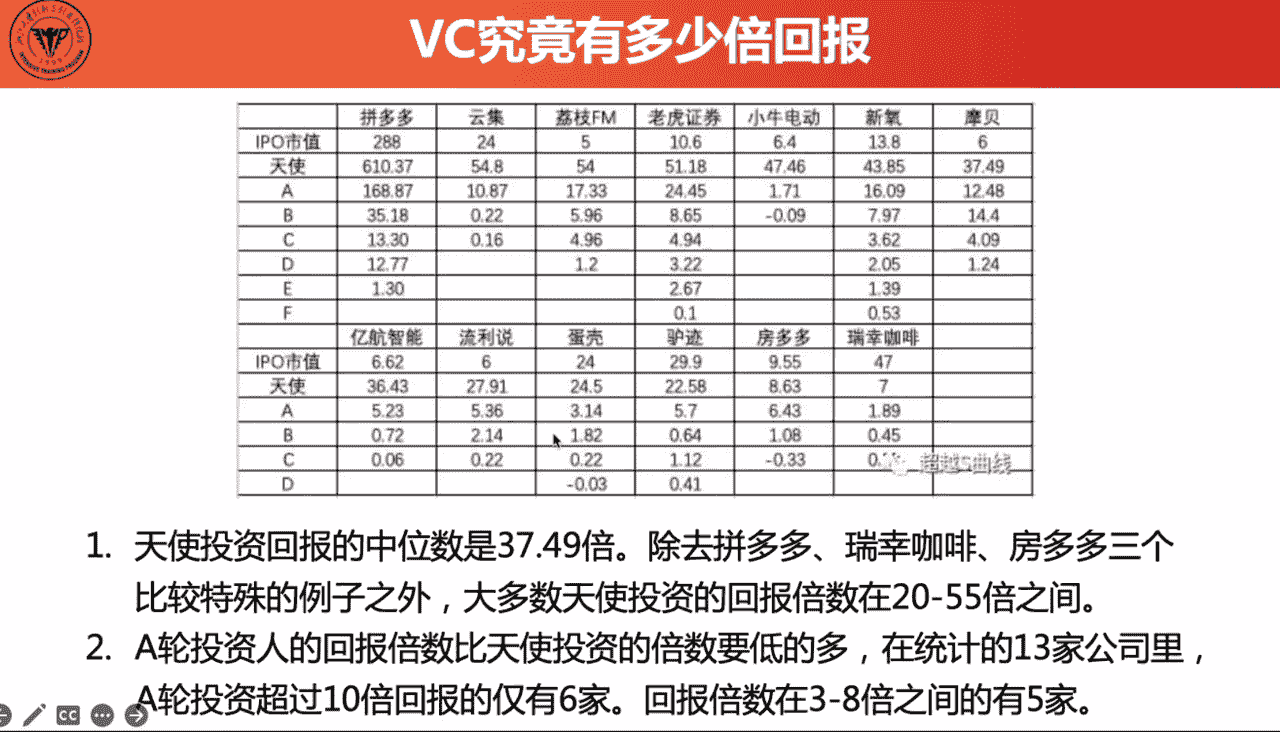 VC究竟有多少倍回报
拼多多 云集 荔枝FM 老虎证券 小牛电动 新氧 摩贝
IPO市值 288 24 5 10.6 6.4 13.8 6
天使 610.37 54.8 54 51.18 47.46 43.85 37.49
A 168.87 10.87 17.33 24.45 1.71 16.09 12.48
B 35.18 0.22 5.96 8.65 -0.09 7.97 14.4
C 13.30 0.16 4.96 4.94 3.62 4.09
D 12.77 1.2 3.22 2.05 1.24
E 1.30 2.67 1.39
F 0.1 0.53
亿航智能 流利说 蛋壳 驴迹 房多多 瑞幸咖啡
IPO市值 6.62 6 24 29.9 9.55 47
天使 36.43 27.91 24.5 22.58 8.63 7
A 5.23 5.36 3.14 5.7 6.43 1.89
B 0.72 2.14 1.82 0.64 1.08 0.45
C 0.06 0.22 0.22 1.12 -0.33 超越S曲线
D -0.03 0.41
1. 天使投资回报的中位数是37.49倍。除去拼多多、瑞幸咖啡、房多多三个
比较特殊的例子之外，大多数天使投资的回报倍数在20-55倍之间。
2. A轮投资人的回报倍数比天使投资的倍数要低的多，在统计的13家公司里，
A轮投资超过10倍回报的仅有6家。回报倍数在3-8倍之间的有5家。
CC